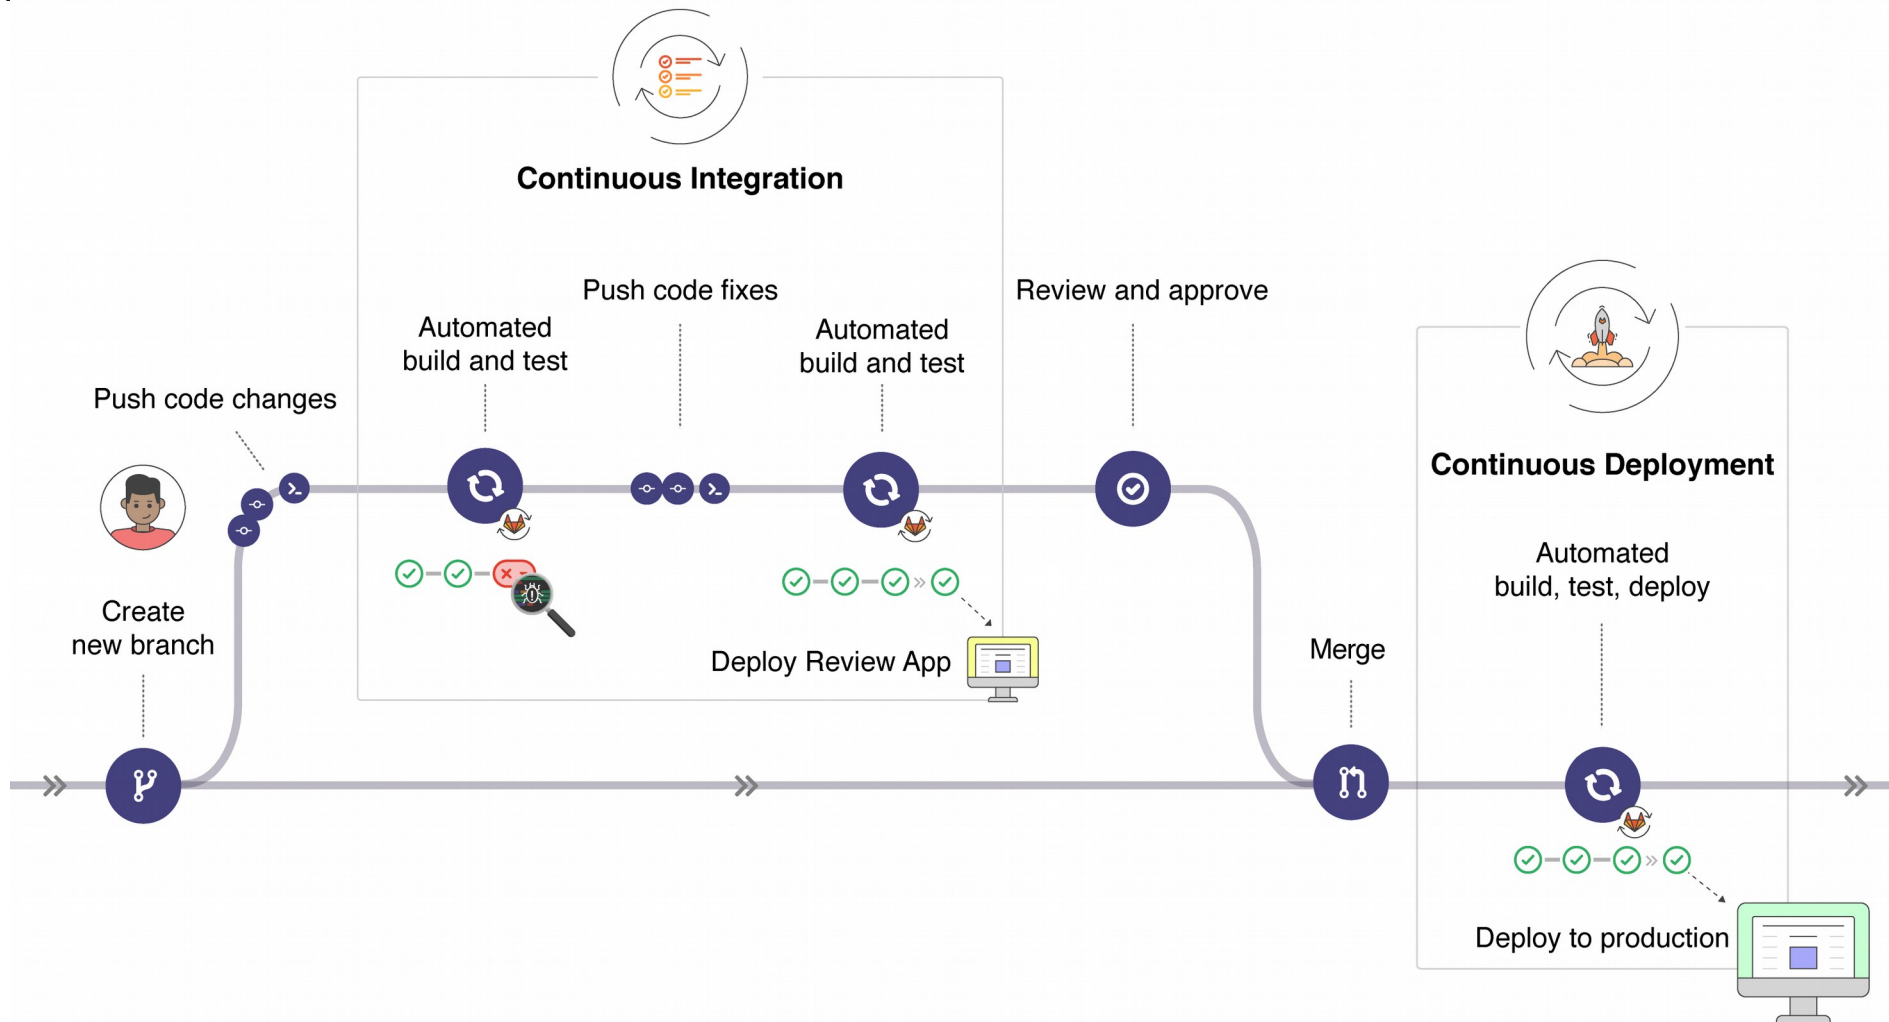 Continuous Integration
Push code fixes
Review and approve
Automated
build and test
Automated
build and test
Push code changes
Continuous Deployment
Automated
build, test, deploy
Create
new branch
Merge
Deploy Review App
Deploy to production